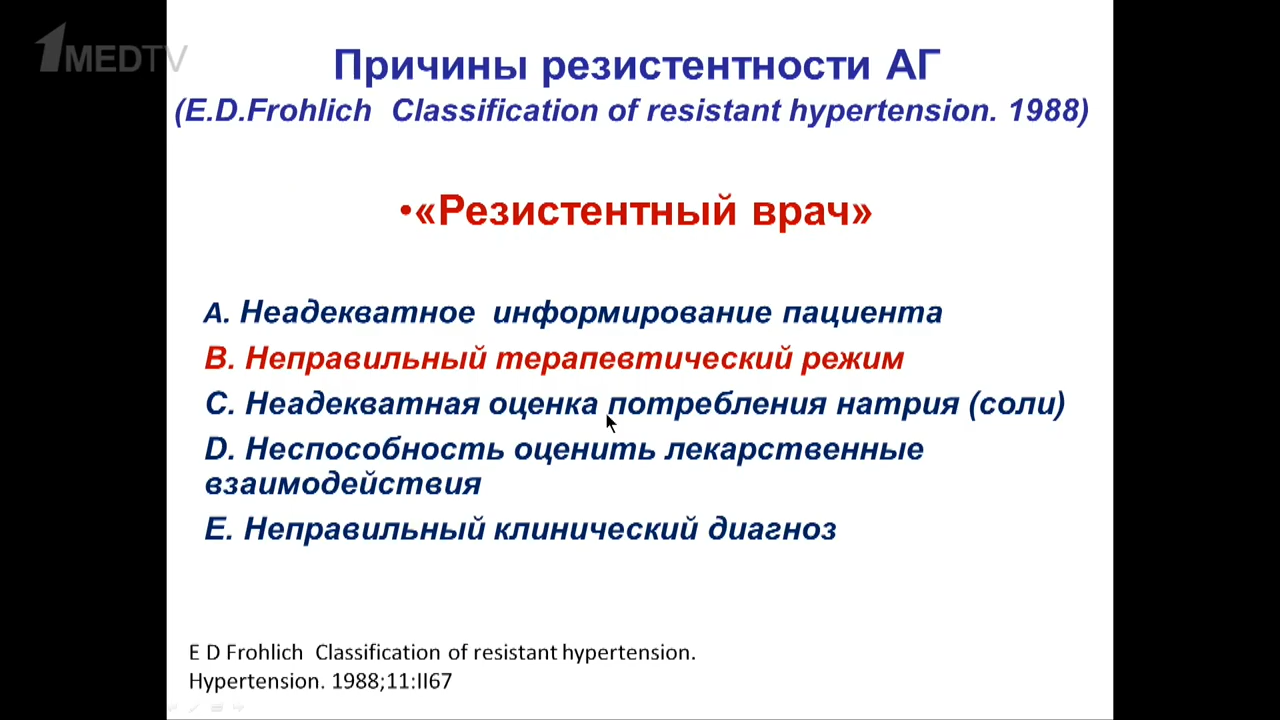 1MEDTV
Причины резистентности АГ
(E.D.Frohlich Classification of resistant hypertension. 1988)
•«Резистентный врач»
A. Неадекватное информирование пациента
B. Неправильный терапевтический режим
C. Неадекватная оценка потребления натрия (соли)
D. Неспособность оценить лекарственные
взаимодействия
E. Неправильный клинический диагноз
E D Frohlich Classification of resistant hypertension.
Hypertension. 1988;11:II67